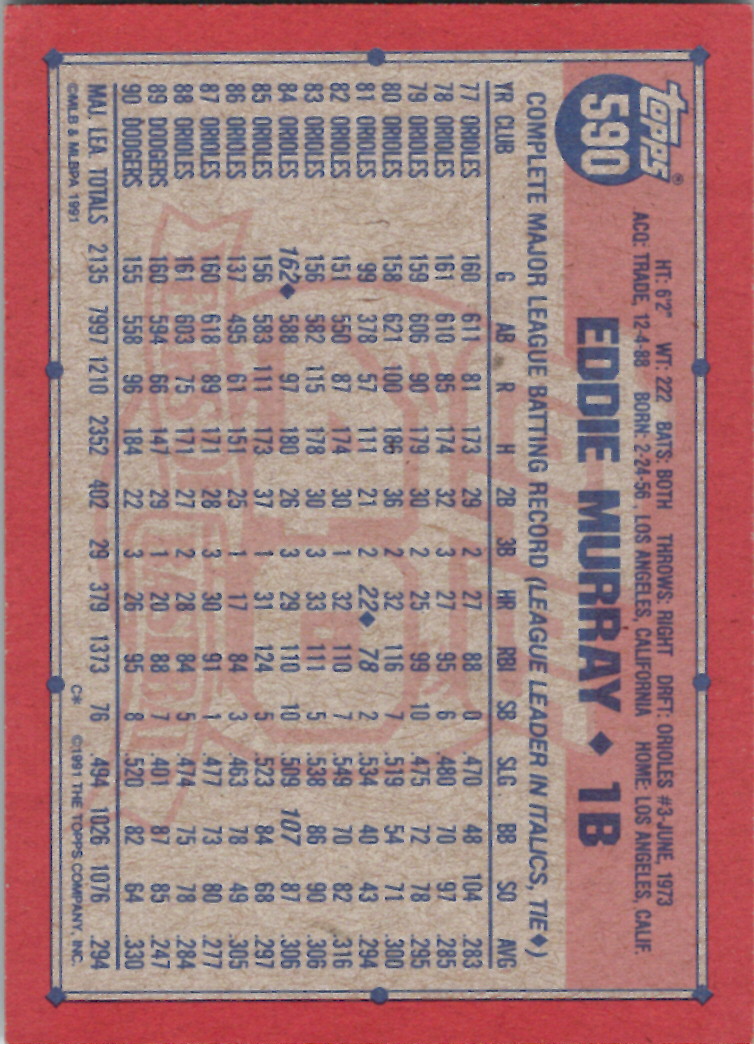 topps®
590
HT: 6'2" WT: 222 BATS: BOTH THROWS: RIGHT DRFT: ORIOLES #3-JUNE, 1973
ACQ: TRADE, 12-4-88 BORN: 2-24-56, LOS ANGELES, CALIFORNIA HOME: LOS ANGELES, CALIF.
EDDIE MURRAY ◆ 1B
COMPLETE MAJOR LEAGUE BATTING RECORD (LEAGUE LEADER IN ITALICS, TIE◆)
YR CLUB G AB R H 2B 3B HR RBI SB SLG BB SO AVG
77 ORIOLES 160 611 81 173 29 2 27 88 0 .470 48 104 .283
78 ORIOLES 161 610 85 174 32 3 27 95 6 .480 70 97 .285
79 ORIOLES 159 606 90 179 30 2 25 99 10 .475 72 78 .295
80 ORIOLES 158 621 100 186 36 2 32 116 7 .519 54 71 .300
81 ORIOLES 99 378 57 111 21 2 22◆ 78 2 .534 40 43 .294
82 ORIOLES 151 550 87 174 30 1 32 110 7 .549 70 82 .316
83 ORIOLES 156 582 115 178 30 3 33 111 5 .538 86 90 .306
84 ORIOLES 162◆ 588 97 180 26 3 29 110 10 .509 107 87 .306
85 ORIOLES 156 583 111 173 37 1 31 124 5 .523 84 68 .297
86 ORIOLES 137 495 61 151 25 1 17 84 3 .463 78 49 .305
87 ORIOLES 160 618 89 171 28 3 30 91 1 .477 73 80 .277
88 ORIOLES 161 603 75 171 27 2 28 84 5 .474 75 78 .284
89 DODGERS 160 594 66 147 29 1 20 88 7 .401 87 85 .247
90 DODGERS 155 558 96 184 22 3 26 95 8 .520 82 64 .330
MAJ. LEA. TOTALS 2135 7997 1210 2352 402 29 379 1373 76 .494 1026 1076 .294
©MLB & MLBPA 1991 C* ©1991 THE TOPPS COMPANY, INC.